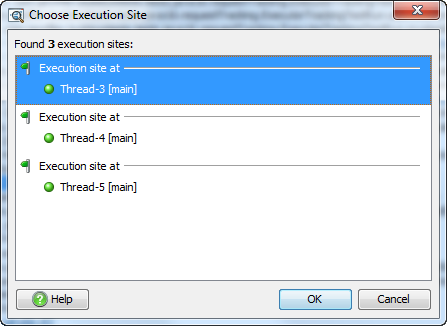 Choose Execution Site
Found 3 execution sites:
Execution site at
Thread-3 [main]
Execution site at
Thread-4 [main]
Execution site at
Thread-5 [main]
Help
OK
Cancel